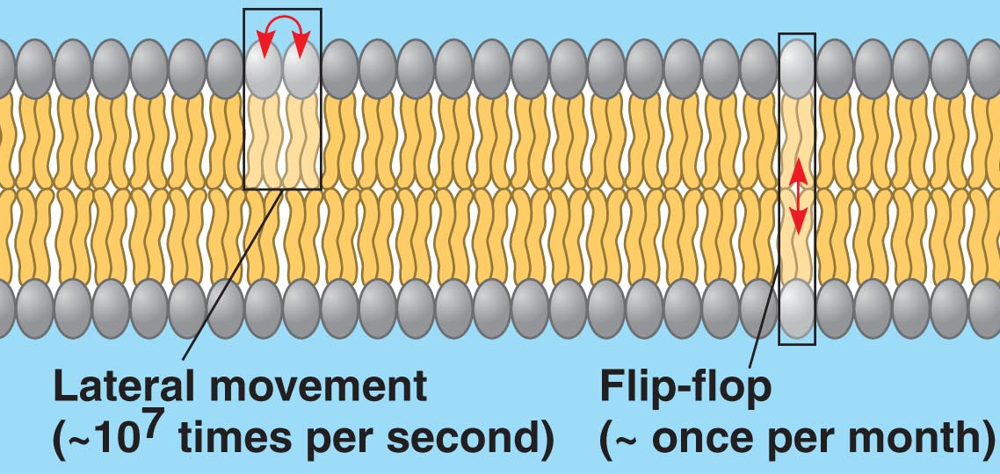 Lateral movement
(~10⁷ times per second)
Flip-flop
(~ once per month)